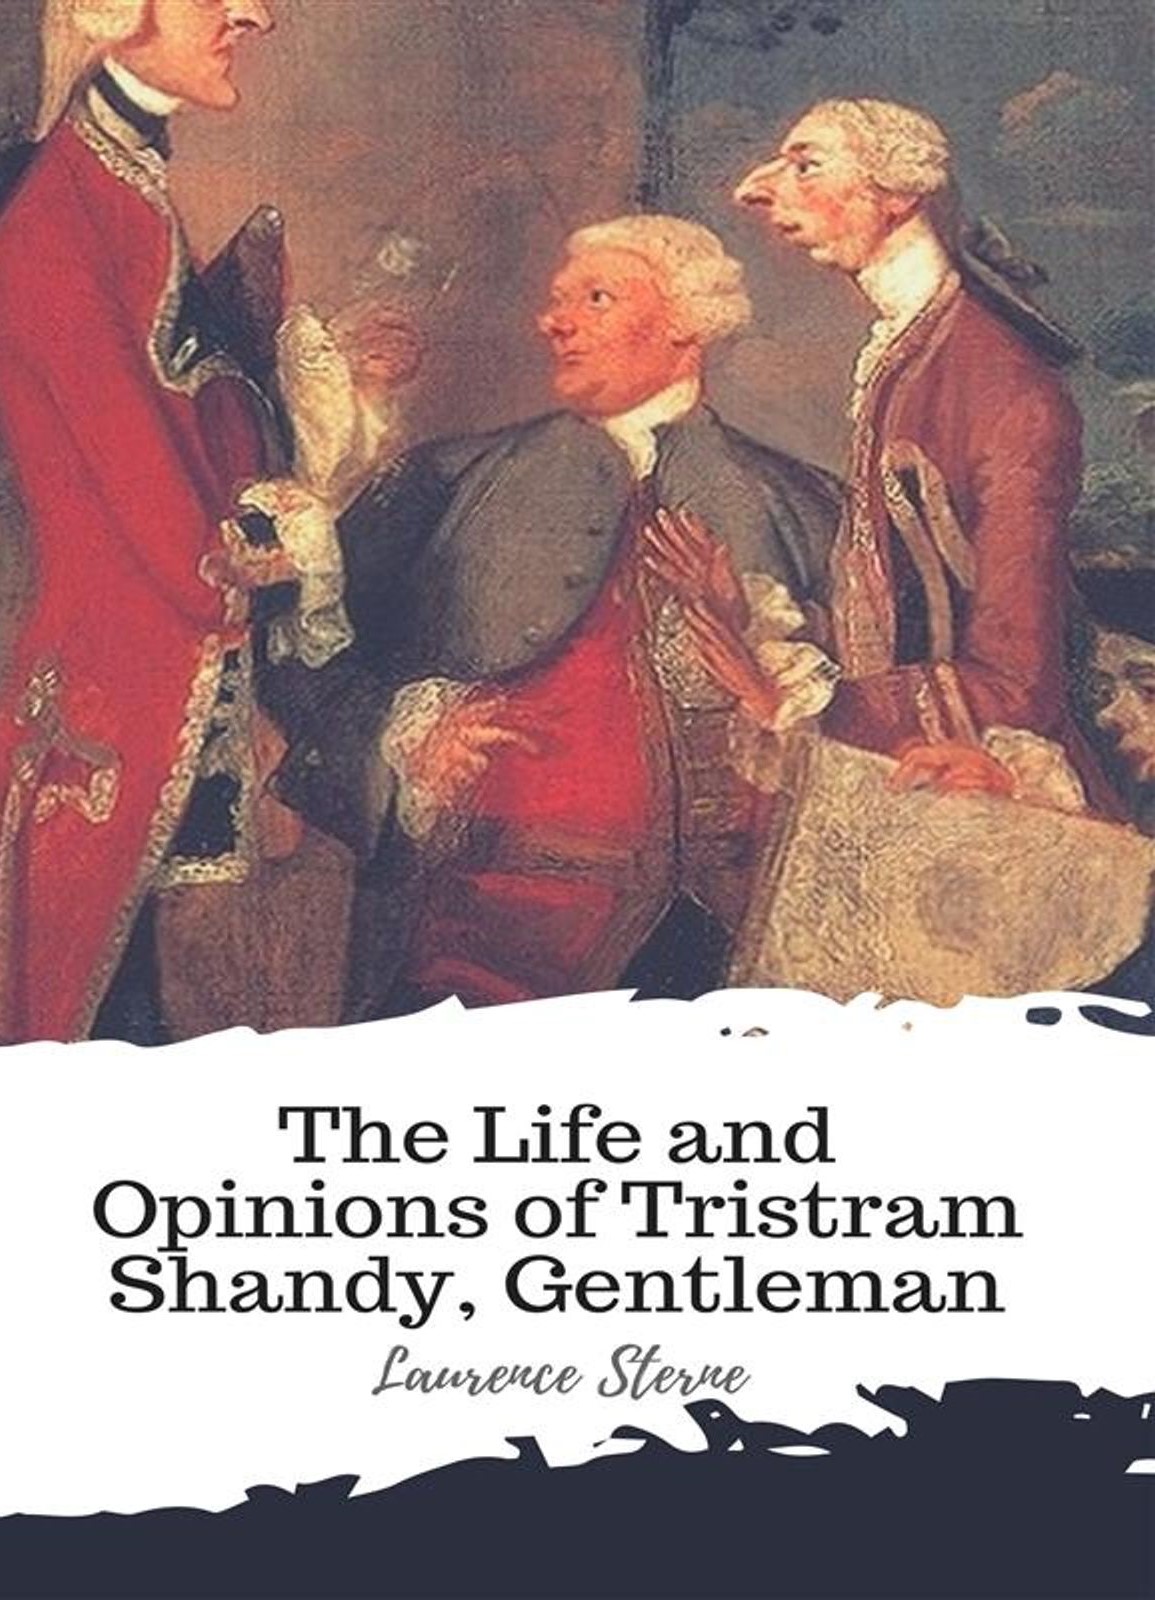 The Life and
Opinions of Tristram
Shandy, Gentleman
Laurence Sterne